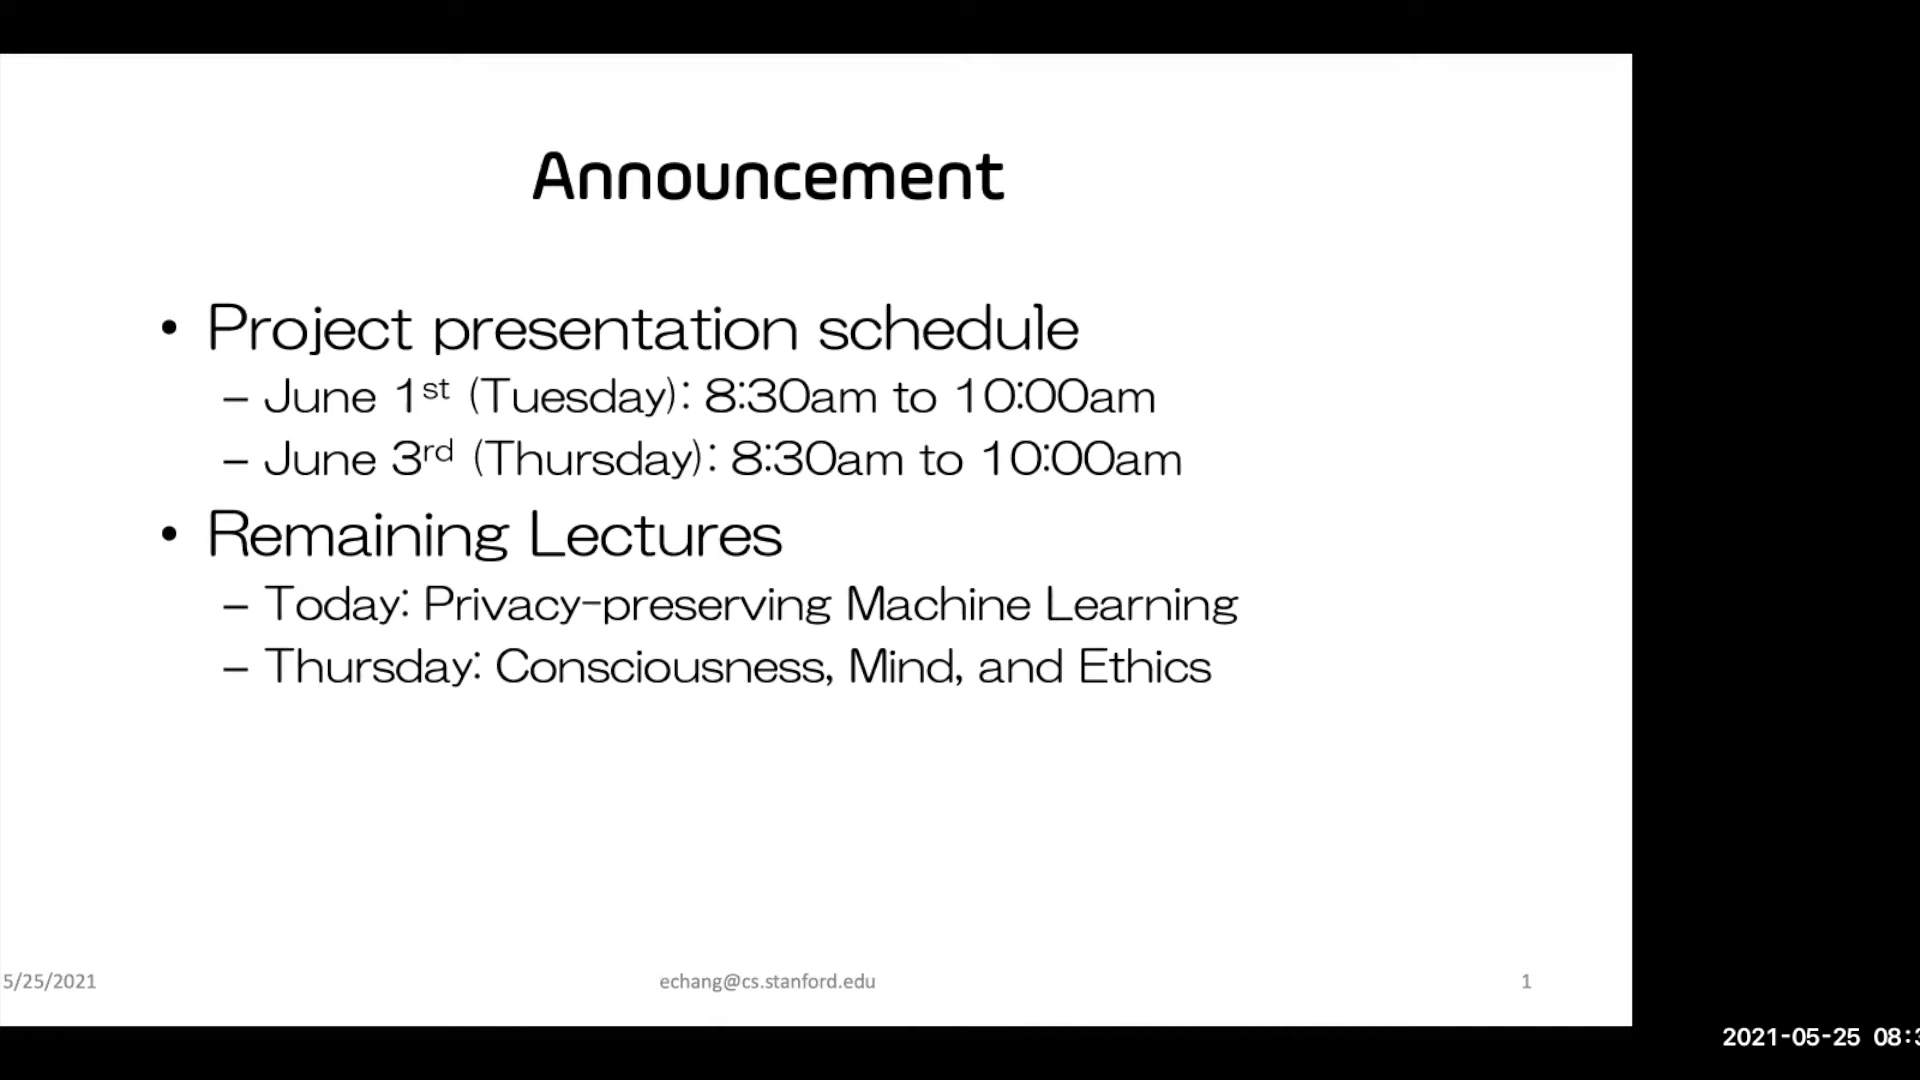 Announcement
• Project presentation schedule
– June 1st (Tuesday): 8:30am to 10:00am
– June 3rd (Thursday): 8:30am to 10:00am
• Remaining Lectures
– Today: Privacy-preserving Machine Learning
– Thursday: Consciousness, Mind, and Ethics
5/25/2021
echang@cs.stanford.edu
1
2021-05-25 08:3